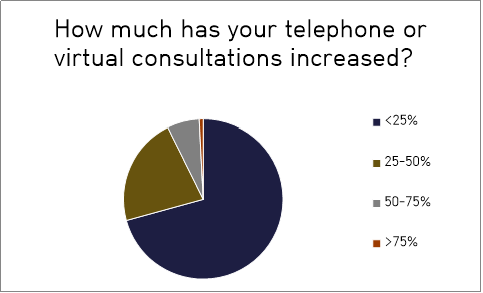 How much has your telephone or
virtual consultations increased?
<25%
25-50%
50-75%
>75%